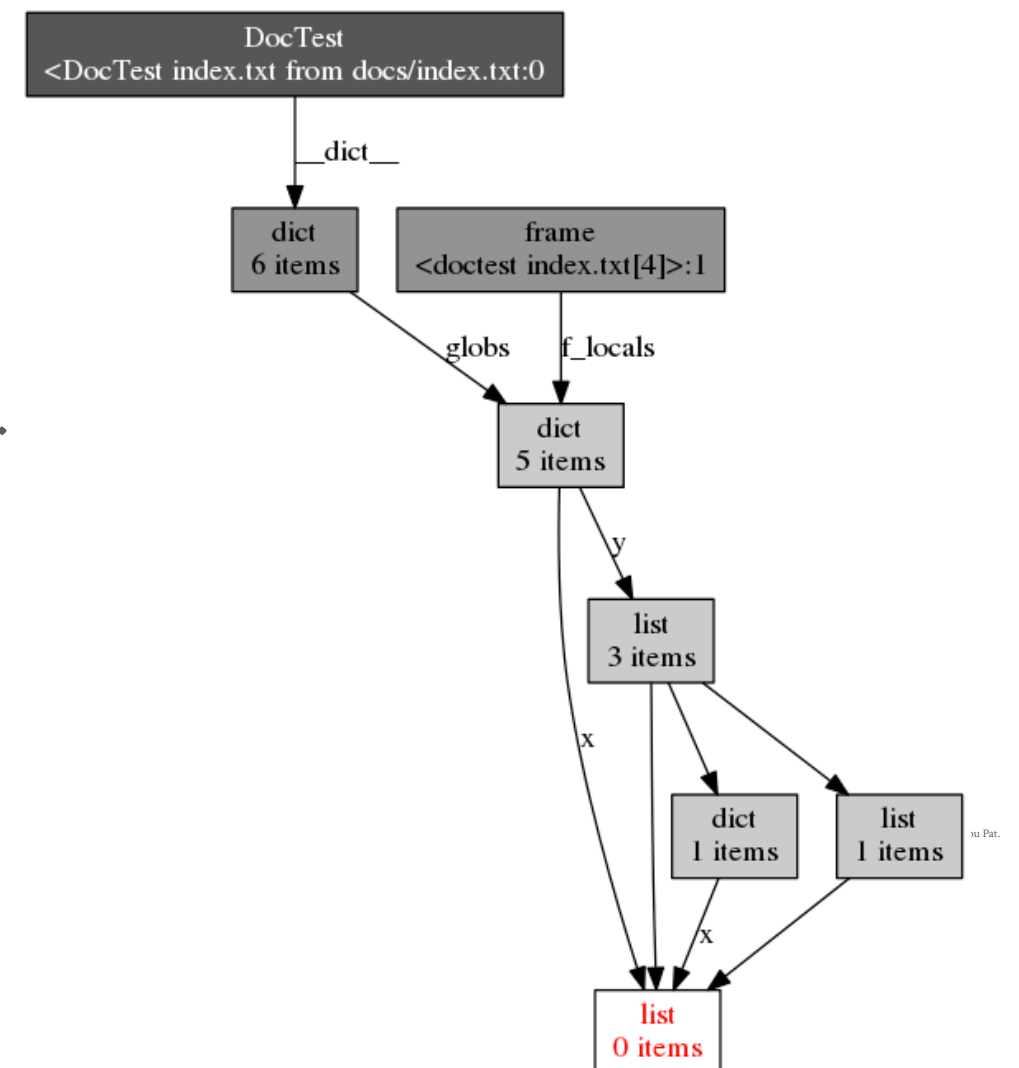 DocTest
<DocTest index.txt from docs/index.txt:0
__dict__
dict
6 items
frame
<doctest index.txt[4]>:1
globs
f_locals
dict
5 items
y
list
3 items
x
dict
1 items
list
1 items
Pat.
x
list
0 items